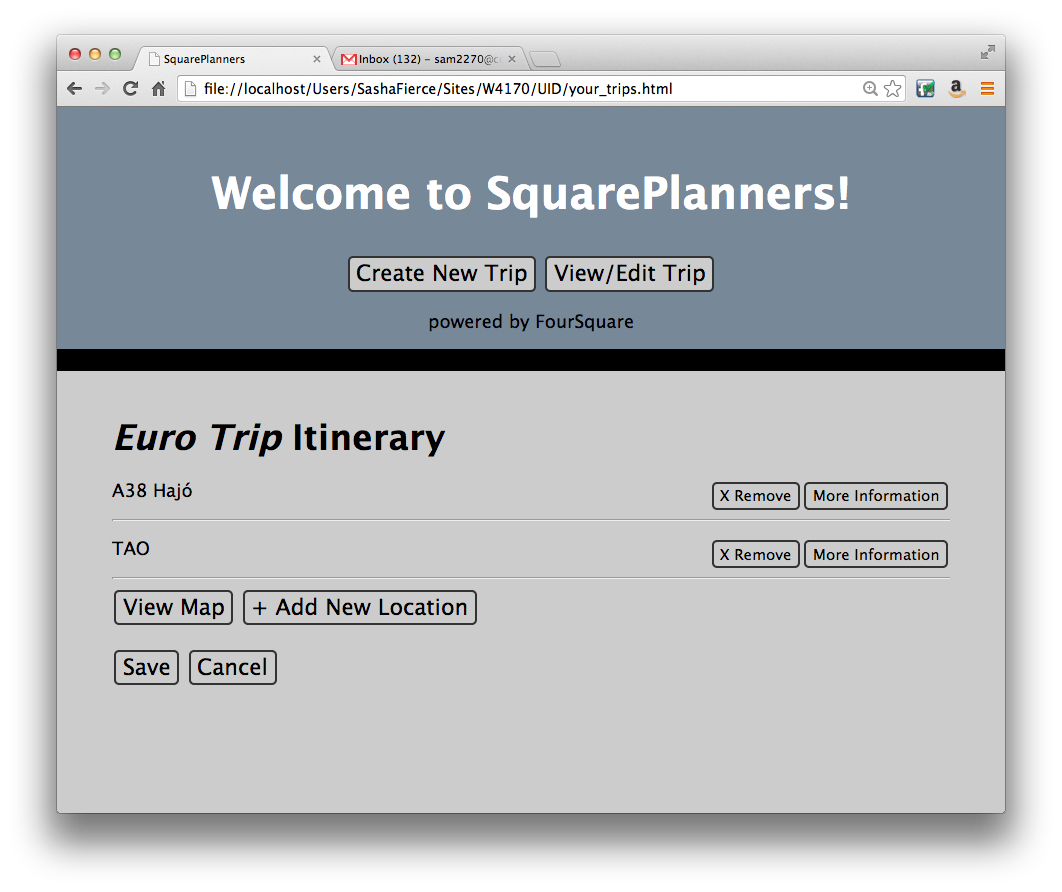 SquarePlanners
Inbox (132) – sam2270@c
file://localhost/Users/SashaFierce/Sites/W4170/UID/your_trips.html
Welcome to SquarePlanners!
Create New Trip View/Edit Trip
powered by FourSquare
Euro Trip Itinerary
A38 Hajó X Remove More Information
TAO X Remove More Information
View Map + Add New Location
Save Cancel